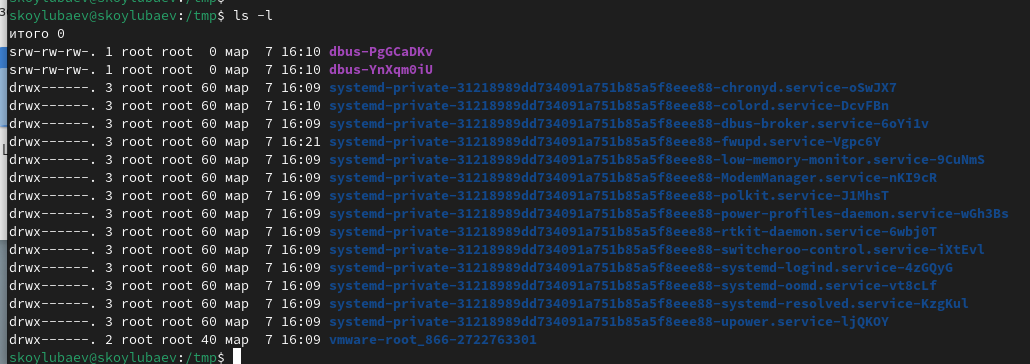 skoylubaev@skoylubaev:/tmp$ ls -l
итого 0
srw-rw-rw-. 1 root root  0 мар  7 16:10 dbus-PgGCaDKv
srw-rw-rw-. 1 root root  0 мар  7 16:10 dbus-YnXqm0iU
drwx------. 3 root root 60 мар  7 16:09 systemd-private-31218989dd734091a751b85a5f8eee88-chronyd.service-oSwJX7
drwx------. 3 root root 60 мар  7 16:10 systemd-private-31218989dd734091a751b85a5f8eee88-colord.service-DcvFBn
drwx------. 3 root root 60 мар  7 16:09 systemd-private-31218989dd734091a751b85a5f8eee88-dbus-broker.service-6oYi1v
drwx------. 3 root root 60 мар  7 16:21 systemd-private-31218989dd734091a751b85a5f8eee88-fwupd.service-Vgpc6Y
drwx------. 3 root root 60 мар  7 16:09 systemd-private-31218989dd734091a751b85a5f8eee88-low-memory-monitor.service-9CuNmS
drwx------. 3 root root 60 мар  7 16:09 systemd-private-31218989dd734091a751b85a5f8eee88-ModemManager.service-nKI9cR
drwx------. 3 root root 60 мар  7 16:09 systemd-private-31218989dd734091a751b85a5f8eee88-polkit.service-J1MhsT
drwx------. 3 root root 60 мар  7 16:09 systemd-private-31218989dd734091a751b85a5f8eee88-power-profiles-daemon.service-wGh3Bs
drwx------. 3 root root 60 мар  7 16:09 systemd-private-31218989dd734091a751b85a5f8eee88-rtkit-daemon.service-6wbj0T
drwx------. 3 root root 60 мар  7 16:09 systemd-private-31218989dd734091a751b85a5f8eee88-switcheroo-control.service-iXtEvl
drwx------. 3 root root 60 мар  7 16:09 systemd-private-31218989dd734091a751b85a5f8eee88-systemd-logind.service-4zGQyG
drwx------. 3 root root 60 мар  7 16:09 systemd-private-31218989dd734091a751b85a5f8eee88-systemd-oomd.service-vt8cLf
drwx------. 3 root root 60 мар  7 16:09 systemd-private-31218989dd734091a751b85a5f8eee88-systemd-resolved.service-KzgKul
drwx------. 3 root root 60 мар  7 16:09 systemd-private-31218989dd734091a751b85a5f8eee88-upower.service-ljQKOY
drwx------. 2 root root 40 мар  7 16:09 vmware-root_866-2722763301
skoylubaev@skoylubaev:/tmp$